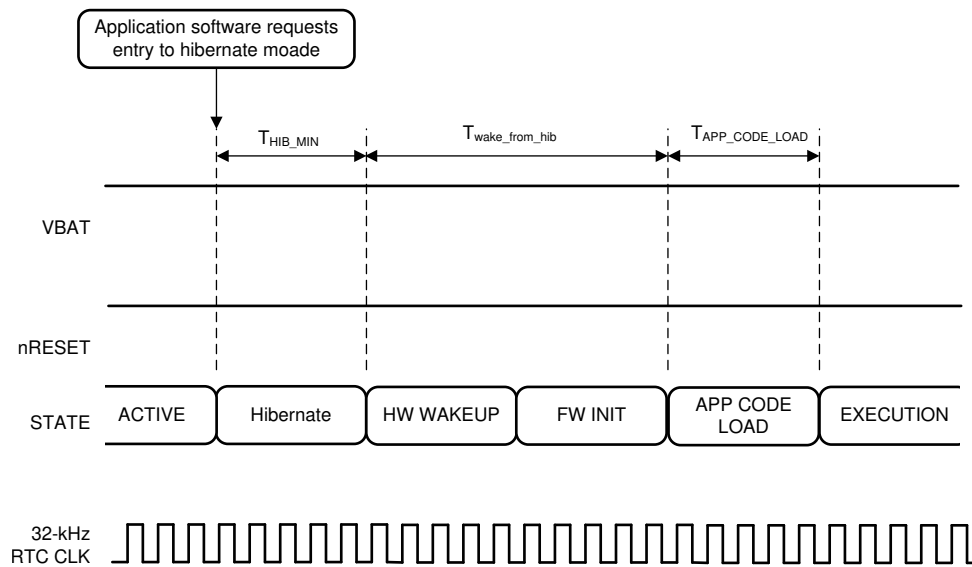 Application software requests
entry to hibernate moade
THIB_MIN
Twake_from_hib
TAPP_CODE_LOAD
VBAT
nRESET
STATE
ACTIVE
Hibernate
HW WAKEUP
FW INIT
APP CODE
LOAD
EXECUTION
32-kHz
RTC CLK